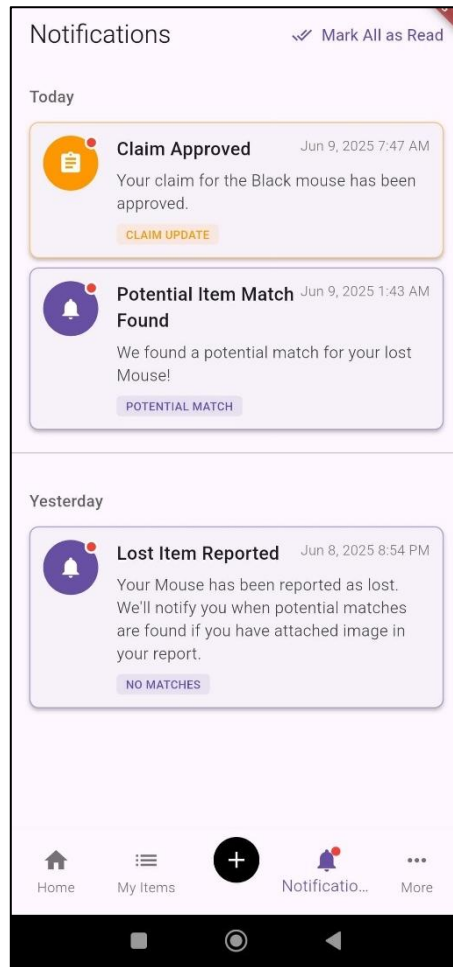 Notifications
Mark All as Read
Today
Claim Approved
Jun 9, 2025 7:47 AM
Your claim for the Black mouse has been
approved.
CLAIM UPDATE
Potential Item Match
Jun 9, 2025 1:43 AM
Found
We found a potential match for your lost
Mouse!
POTENTIAL MATCH
Yesterday
Lost Item Reported
Jun 8, 2025 8:54 PM
Your Mouse has been reported as lost.
We'll notify you when potential matches
are found if you have attached image in
your report.
NO MATCHES
Home
My Items
Notificatio...
More